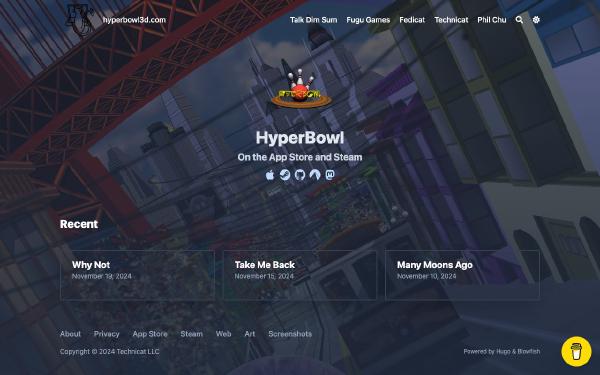 hyperbowl3d.com
Talk Dim Sum Fugu Games Fedicat Technicat Phil Chu
HYPERBOWL
HyperBowl
On the App Store and Steam
Recent
Why Not
November 19, 2024
Take Me Back
November 15, 2024
Many Moons Ago
November 10, 2024
About Privacy App Store Steam Web Art Screenshots
Copyright © 2024 Technicat LLC
Powered by Hugo & Blowfish